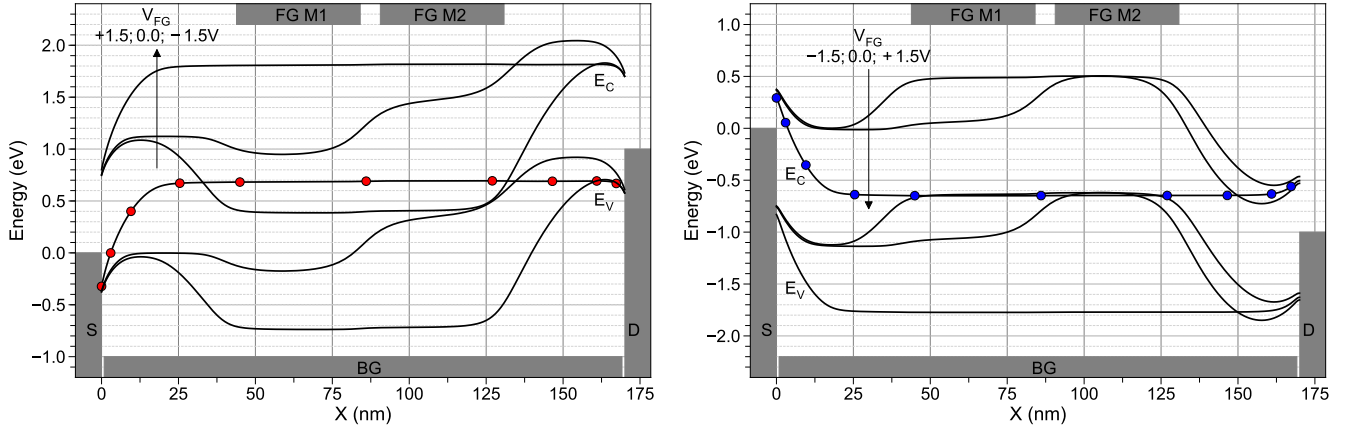 FG M1
FG M2
V_FG
+1.5; 0.0; −1.5V
E_C
E_V
S
D
BG
2.0
1.5
1.0
0.5
0.0
−0.5
−1.0
Energy (eV)
0
25
50
75
100
125
150
175
X (nm)
FG M1
FG M2
V_FG
−1.5; 0.0; +1.5V
E_C
E_V
S
D
BG
1.0
0.5
0.0
−0.5
−1.0
−1.5
−2.0
Energy (eV)
0
25
50
75
100
125
150
175
X (nm)